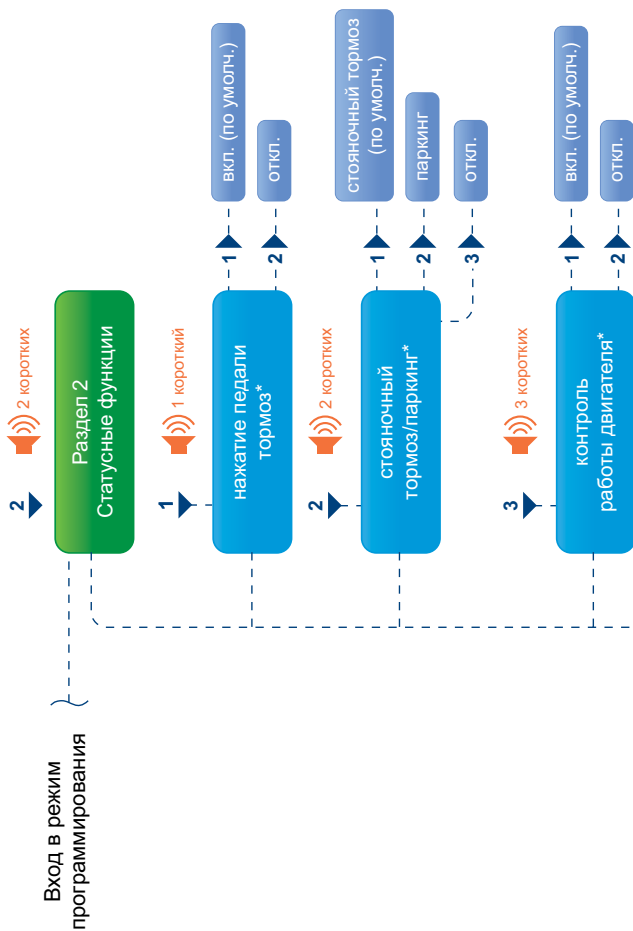 Вход в режим
программирования
2
2 коротких
Раздел 2
Статусные функции
1
1 короткий
нажатие педали
тормоз*
1
вкл. (по умолч.)
2
откл.
2
2 коротких
стояночный
тормоз/паркинг*
1
стояночный тормоз
(по умолч.)
2
паркинг
3
откл.
3
3 коротких
контроль
работы двигателя*
1
вкл. (по умолч.)
2
откл.